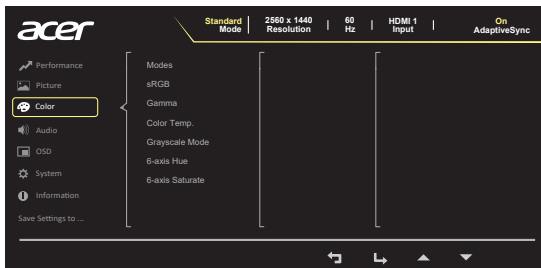 acer
Standard Mode
2560 x 1440 Resolution
60 Hz
HDMI 1 Input
On AdaptiveSync
Performance
Picture
Color
Audio
OSD
System
Information
Save Settings to ...
Modes
sRGB
Gamma
Color Temp.
Grayscale Mode
6-axis Hue
6-axis Saturate